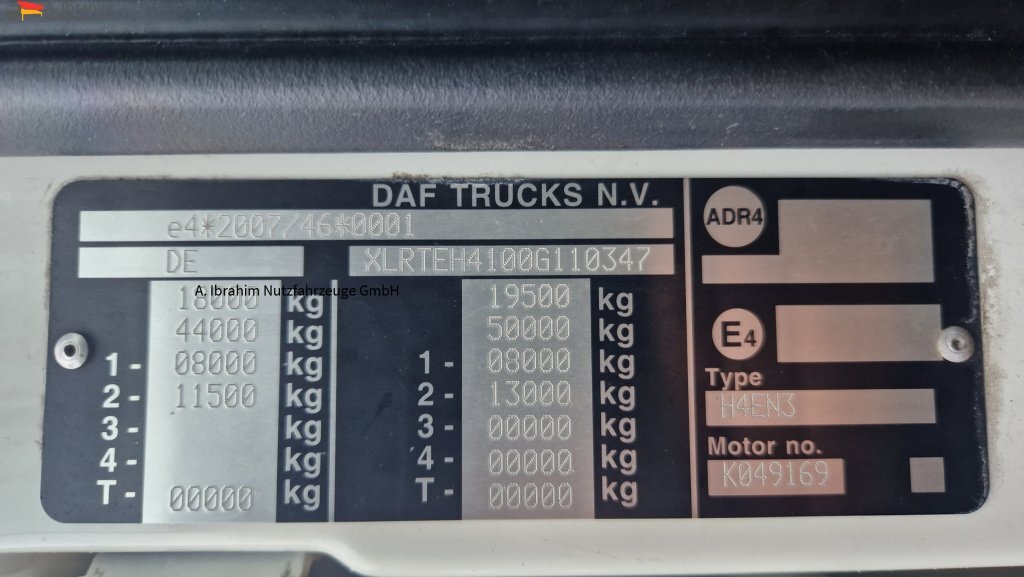 DAF TRUCKS N.V.
e4*2007/46*0001
DE XLRTEH4100G110347
A. Ibrahim Nutzfahrzeuge GmbH
18000 kg 19500 kg
44000 kg 50000 kg
1- 08000 kg 1- 08000 kg
2- 11500 kg 2- 13000 kg
3- kg 3- 00000 kg
4- kg 4- 00000 kg
T- 00000 kg T- 00000 kg
ADR4
E4
Type
H4EN3
Motor no.
K049169